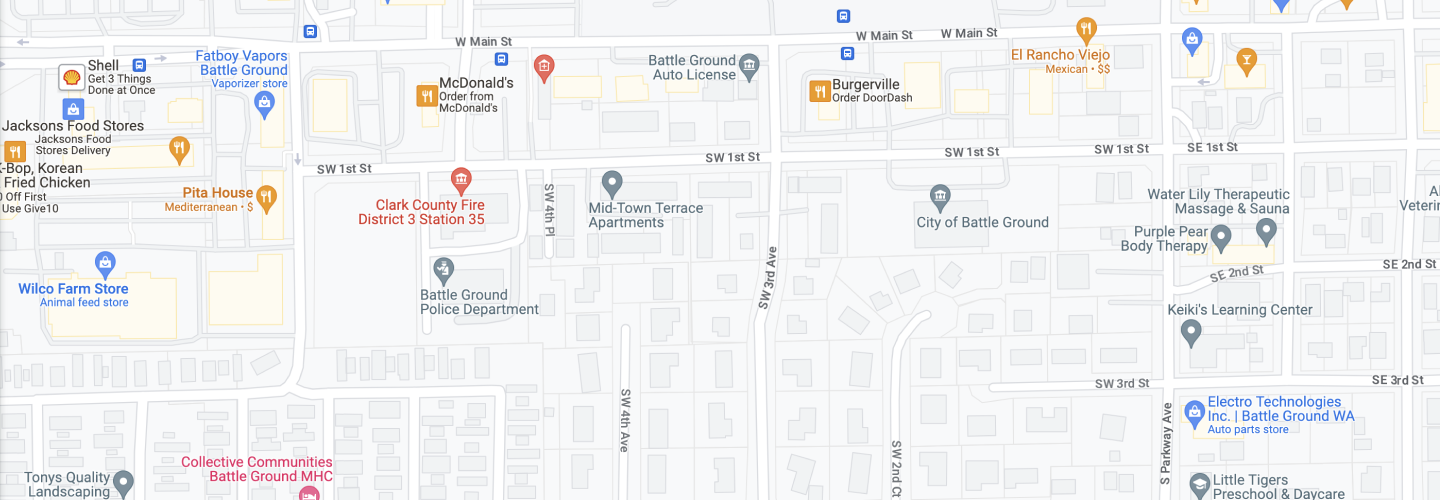 W Main St
W Main St
W Main St
Shell
Get 3 Things
Done at Once
Fatboy Vapors
Battle Ground
Vaporizer store
McDonald's
Order from
McDonald's
Battle Ground
Auto License
Burgerville
Order DoorDash
El Rancho Viejo
Mexican • $$
Jacksons Food Stores
Jacksons Food
Stores Delivery
K-Bop, Korean
Fried Chicken
0 Off First
Use Give10
Pita House
Mediterranean • $
SW 1st St
SW 1st St
SW 1st St
SW 1st St
SE 1st St
Clark County Fire
District 3 Station 35
SW 4th Pl
Mid-Town Terrace
Apartments
City of Battle Ground
Water Lily Therapeutic
Massage & Sauna
Purple Pear
Body Therapy
Al
Veterin
SE 2nd St
SE 2nd St
Wilco Farm Store
Animal feed store
Battle Ground
Police Department
SW 3rd Ave
Keiki's Learning Center
SW 3rd St
SE 3rd St
SW 4th Ave
SW 2nd Ct
S Parkway Ave
Electro Technologies
Inc. | Battle Ground WA
Auto parts store
Collective Communities
Battle Ground MHC
Tonys Quality
Landscaping
Little Tigers
Preschool & Daycare